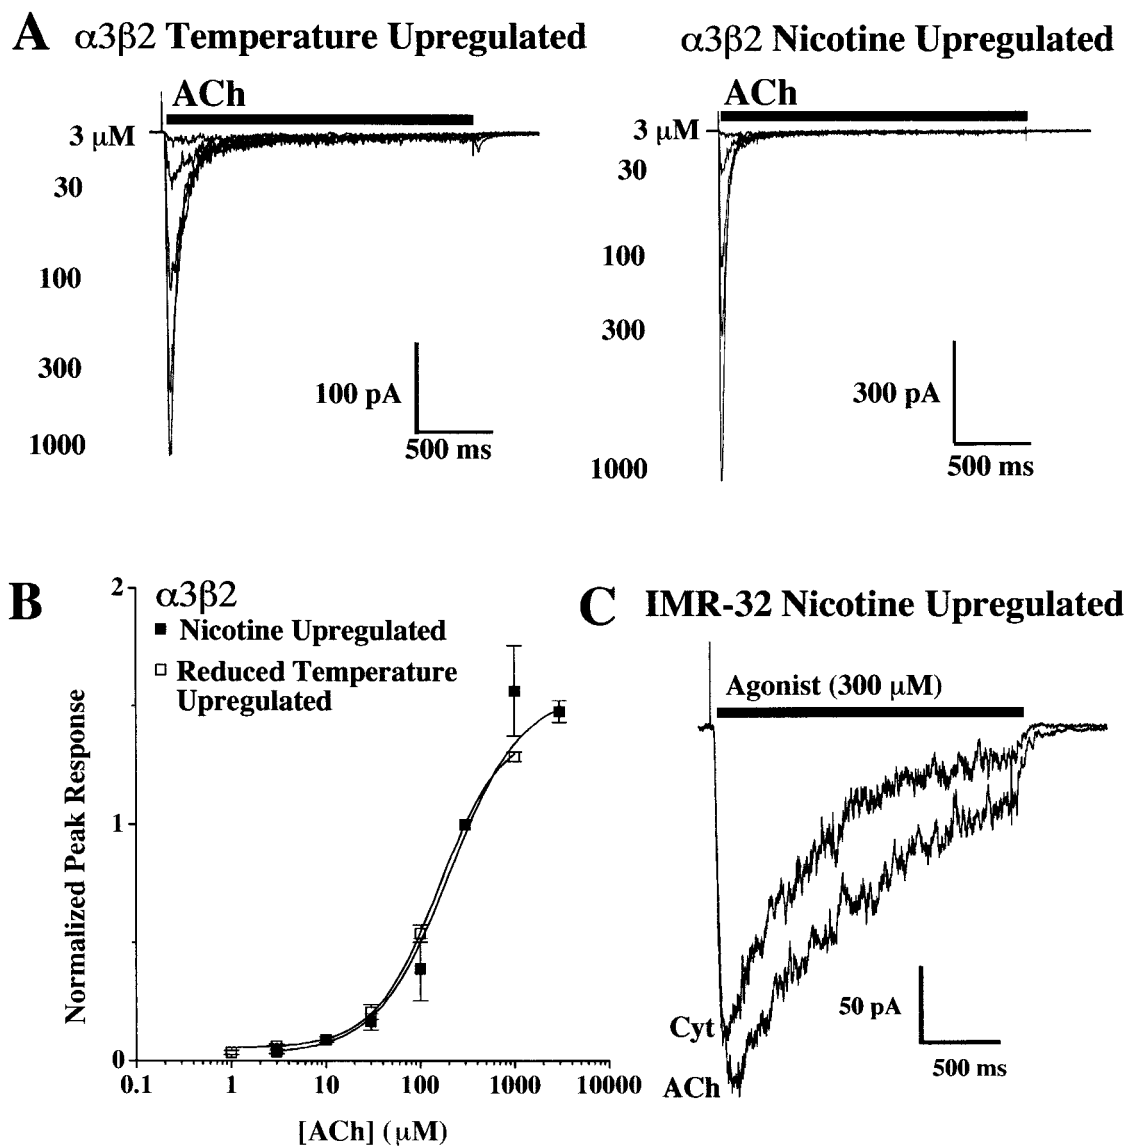 A α3β2 Temperature Upregulated
α3β2 Nicotine Upregulated
ACh
3 μM
30
100
300
1000
100 pA
500 ms
ACh
3 μM
30
100
300
1000
300 pA
500 ms
B
α3β2
Nicotine Upregulated
Reduced Temperature
Upregulated
Normalized Peak Response
2
1
0
0.1 1 10 100 1000 10000
[ACh] (μM)
C IMR-32 Nicotine Upregulated
Agonist (300 μM)
Cyt
ACh
50 pA
500 ms